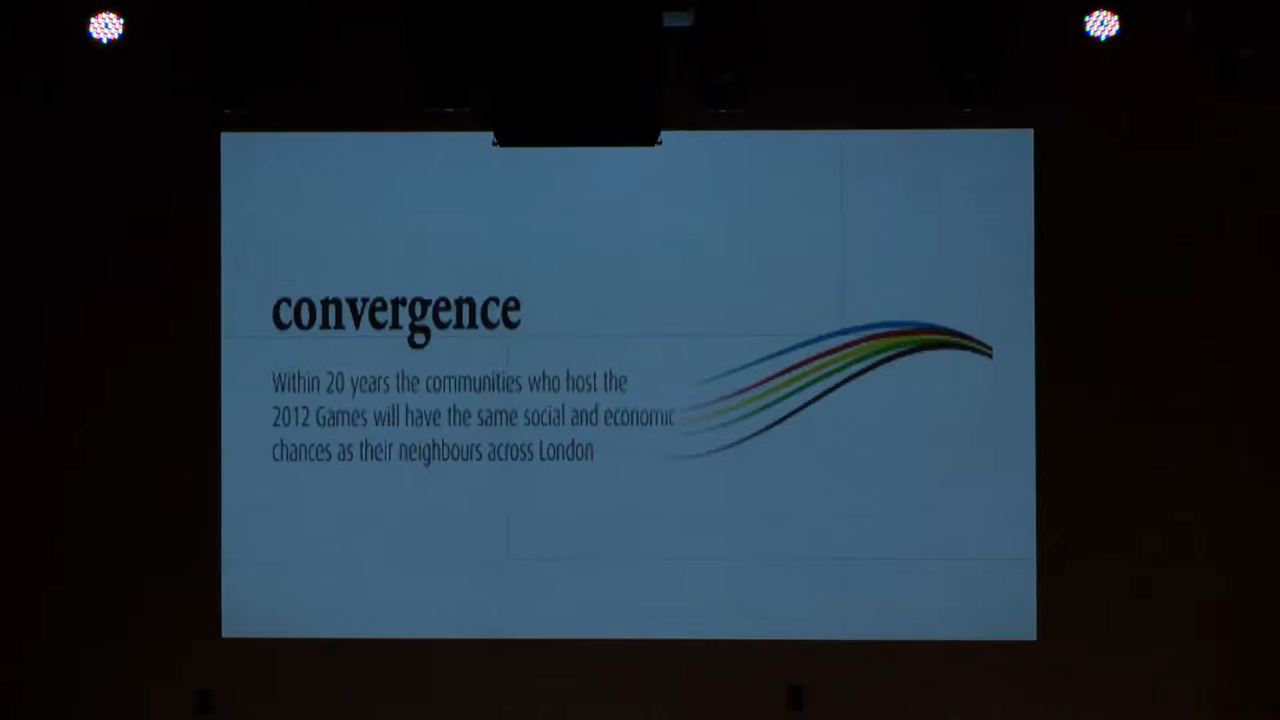 convergence
Within 20 years the communities who host the
2012 Games will have the same social and economic
chances as their neighbours across London